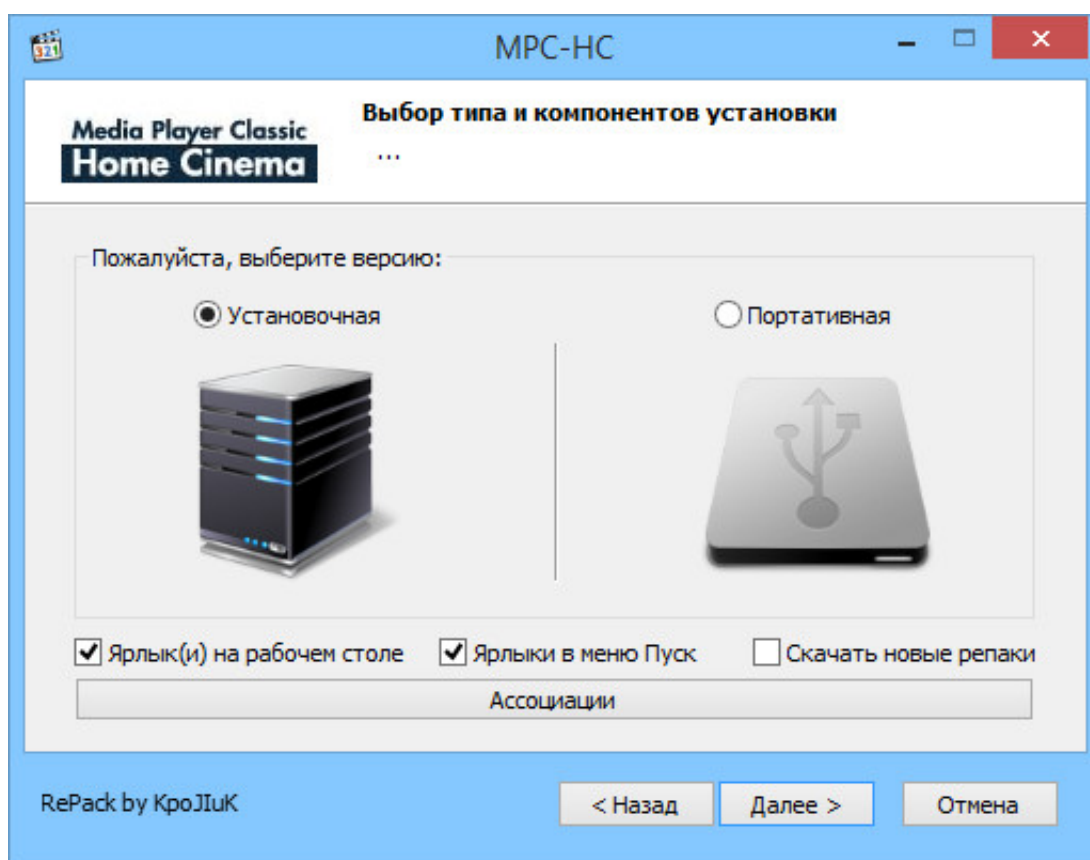 321
MPC-HC
Media Player Classic
Home Cinema
Выбор типа и компонентов установки
...
Пожалуйста, выберите версию:
Установочная
Портативная
Ярлык(и) на рабочем столе
Ярлыки в меню Пуск
Скачать новые репаки
Ассоциации
RePack by KpoJIuK
< Назад
Далее >
Отмена